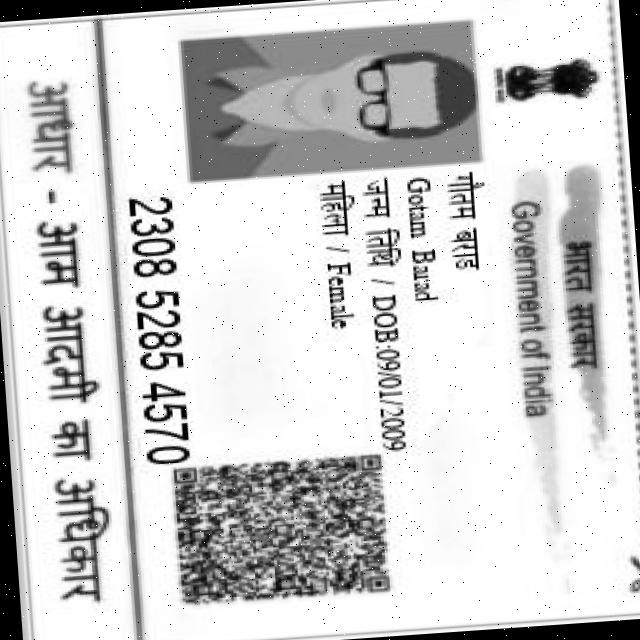 भारत सरकार
Government of India
गौतम बराड
Gotam Barad
जन्म तिथि / DOB:09/01/2009
महिला / Female
2308 5285 4570
आधार - आम आदमी का अधिकार